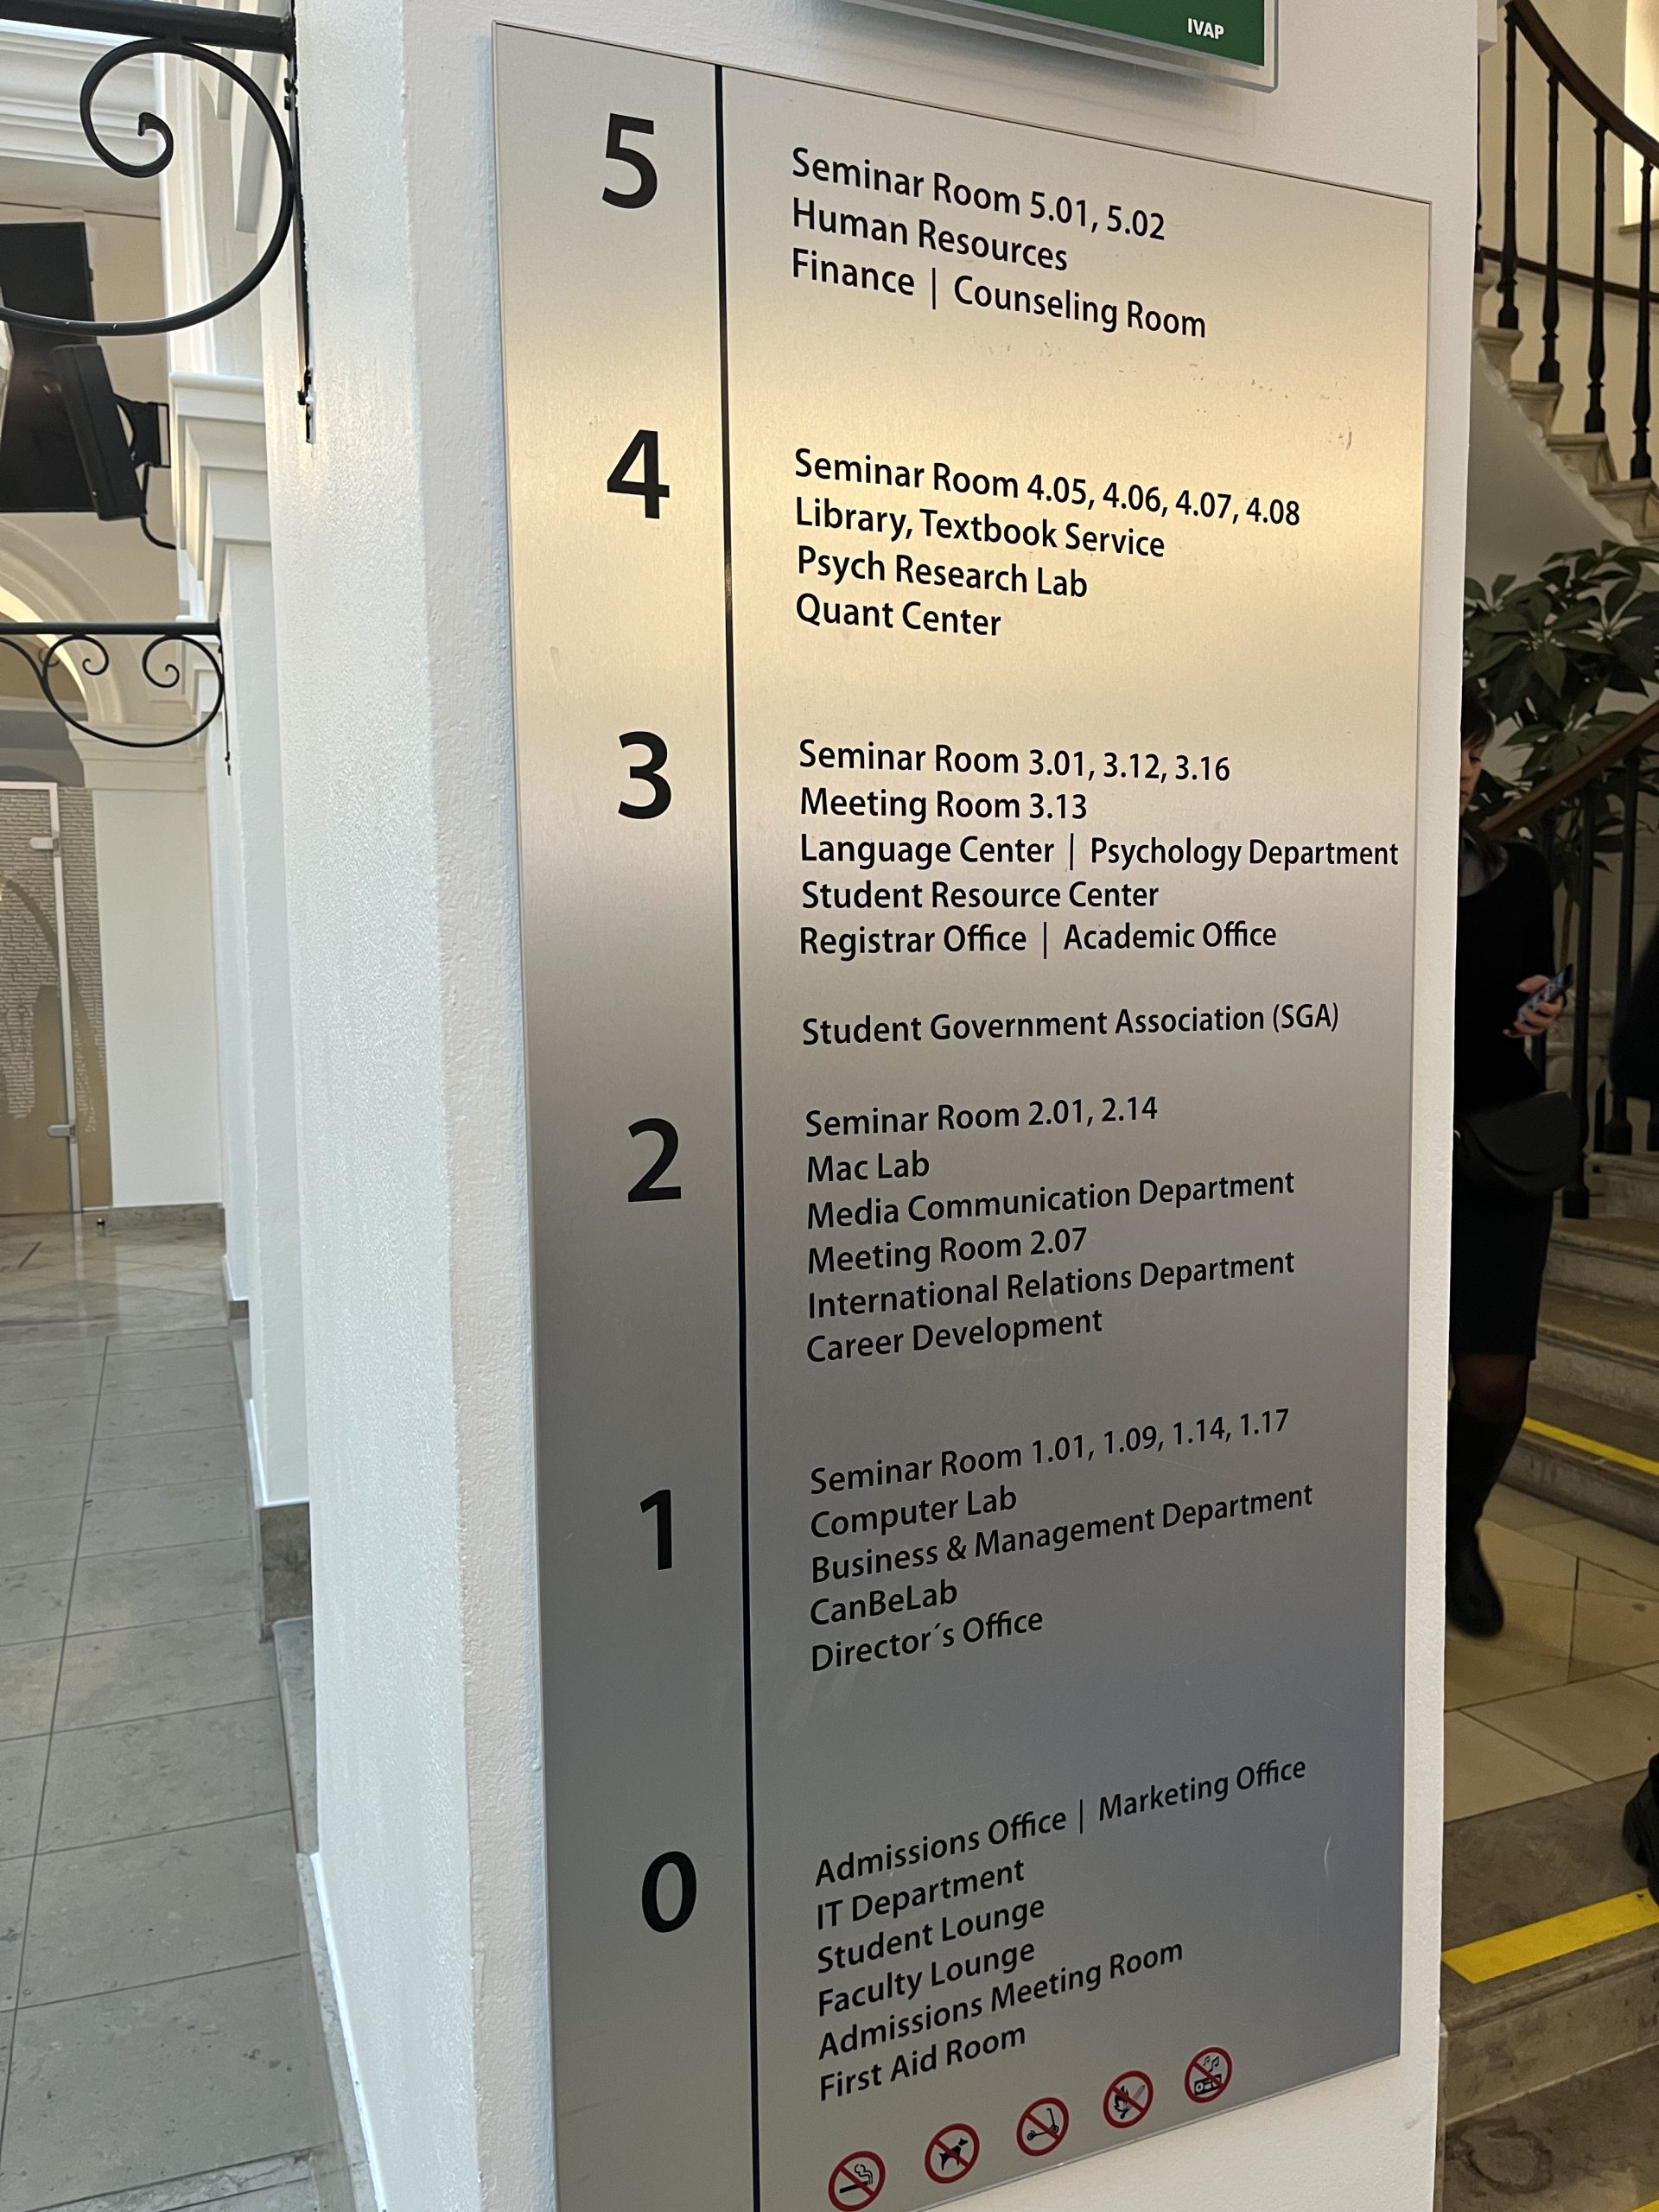 IVAP
5
Seminar Room 5.01, 5.02
Human Resources
Finance | Counseling Room
4
Seminar Room 4.05, 4.06, 4.07, 4.08
Library, Textbook Service
Psych Research Lab
Quant Center
3
Seminar Room 3.01, 3.12, 3.16
Meeting Room 3.13
Language Center | Psychology Department
Student Resource Center
Registrar Office | Academic Office
Student Government Association (SGA)
2
Seminar Room 2.01, 2.14
Mac Lab
Media Communication Department
Meeting Room 2.07
International Relations Department
Career Development
1
Seminar Room 1.01, 1.09, 1.14, 1.17
Computer Lab
Business & Management Department
CanBeLab
Director´s Office
0
Admissions Office | Marketing Office
IT Department
Student Lounge
Faculty Lounge
Admissions Meeting Room
First Aid Room